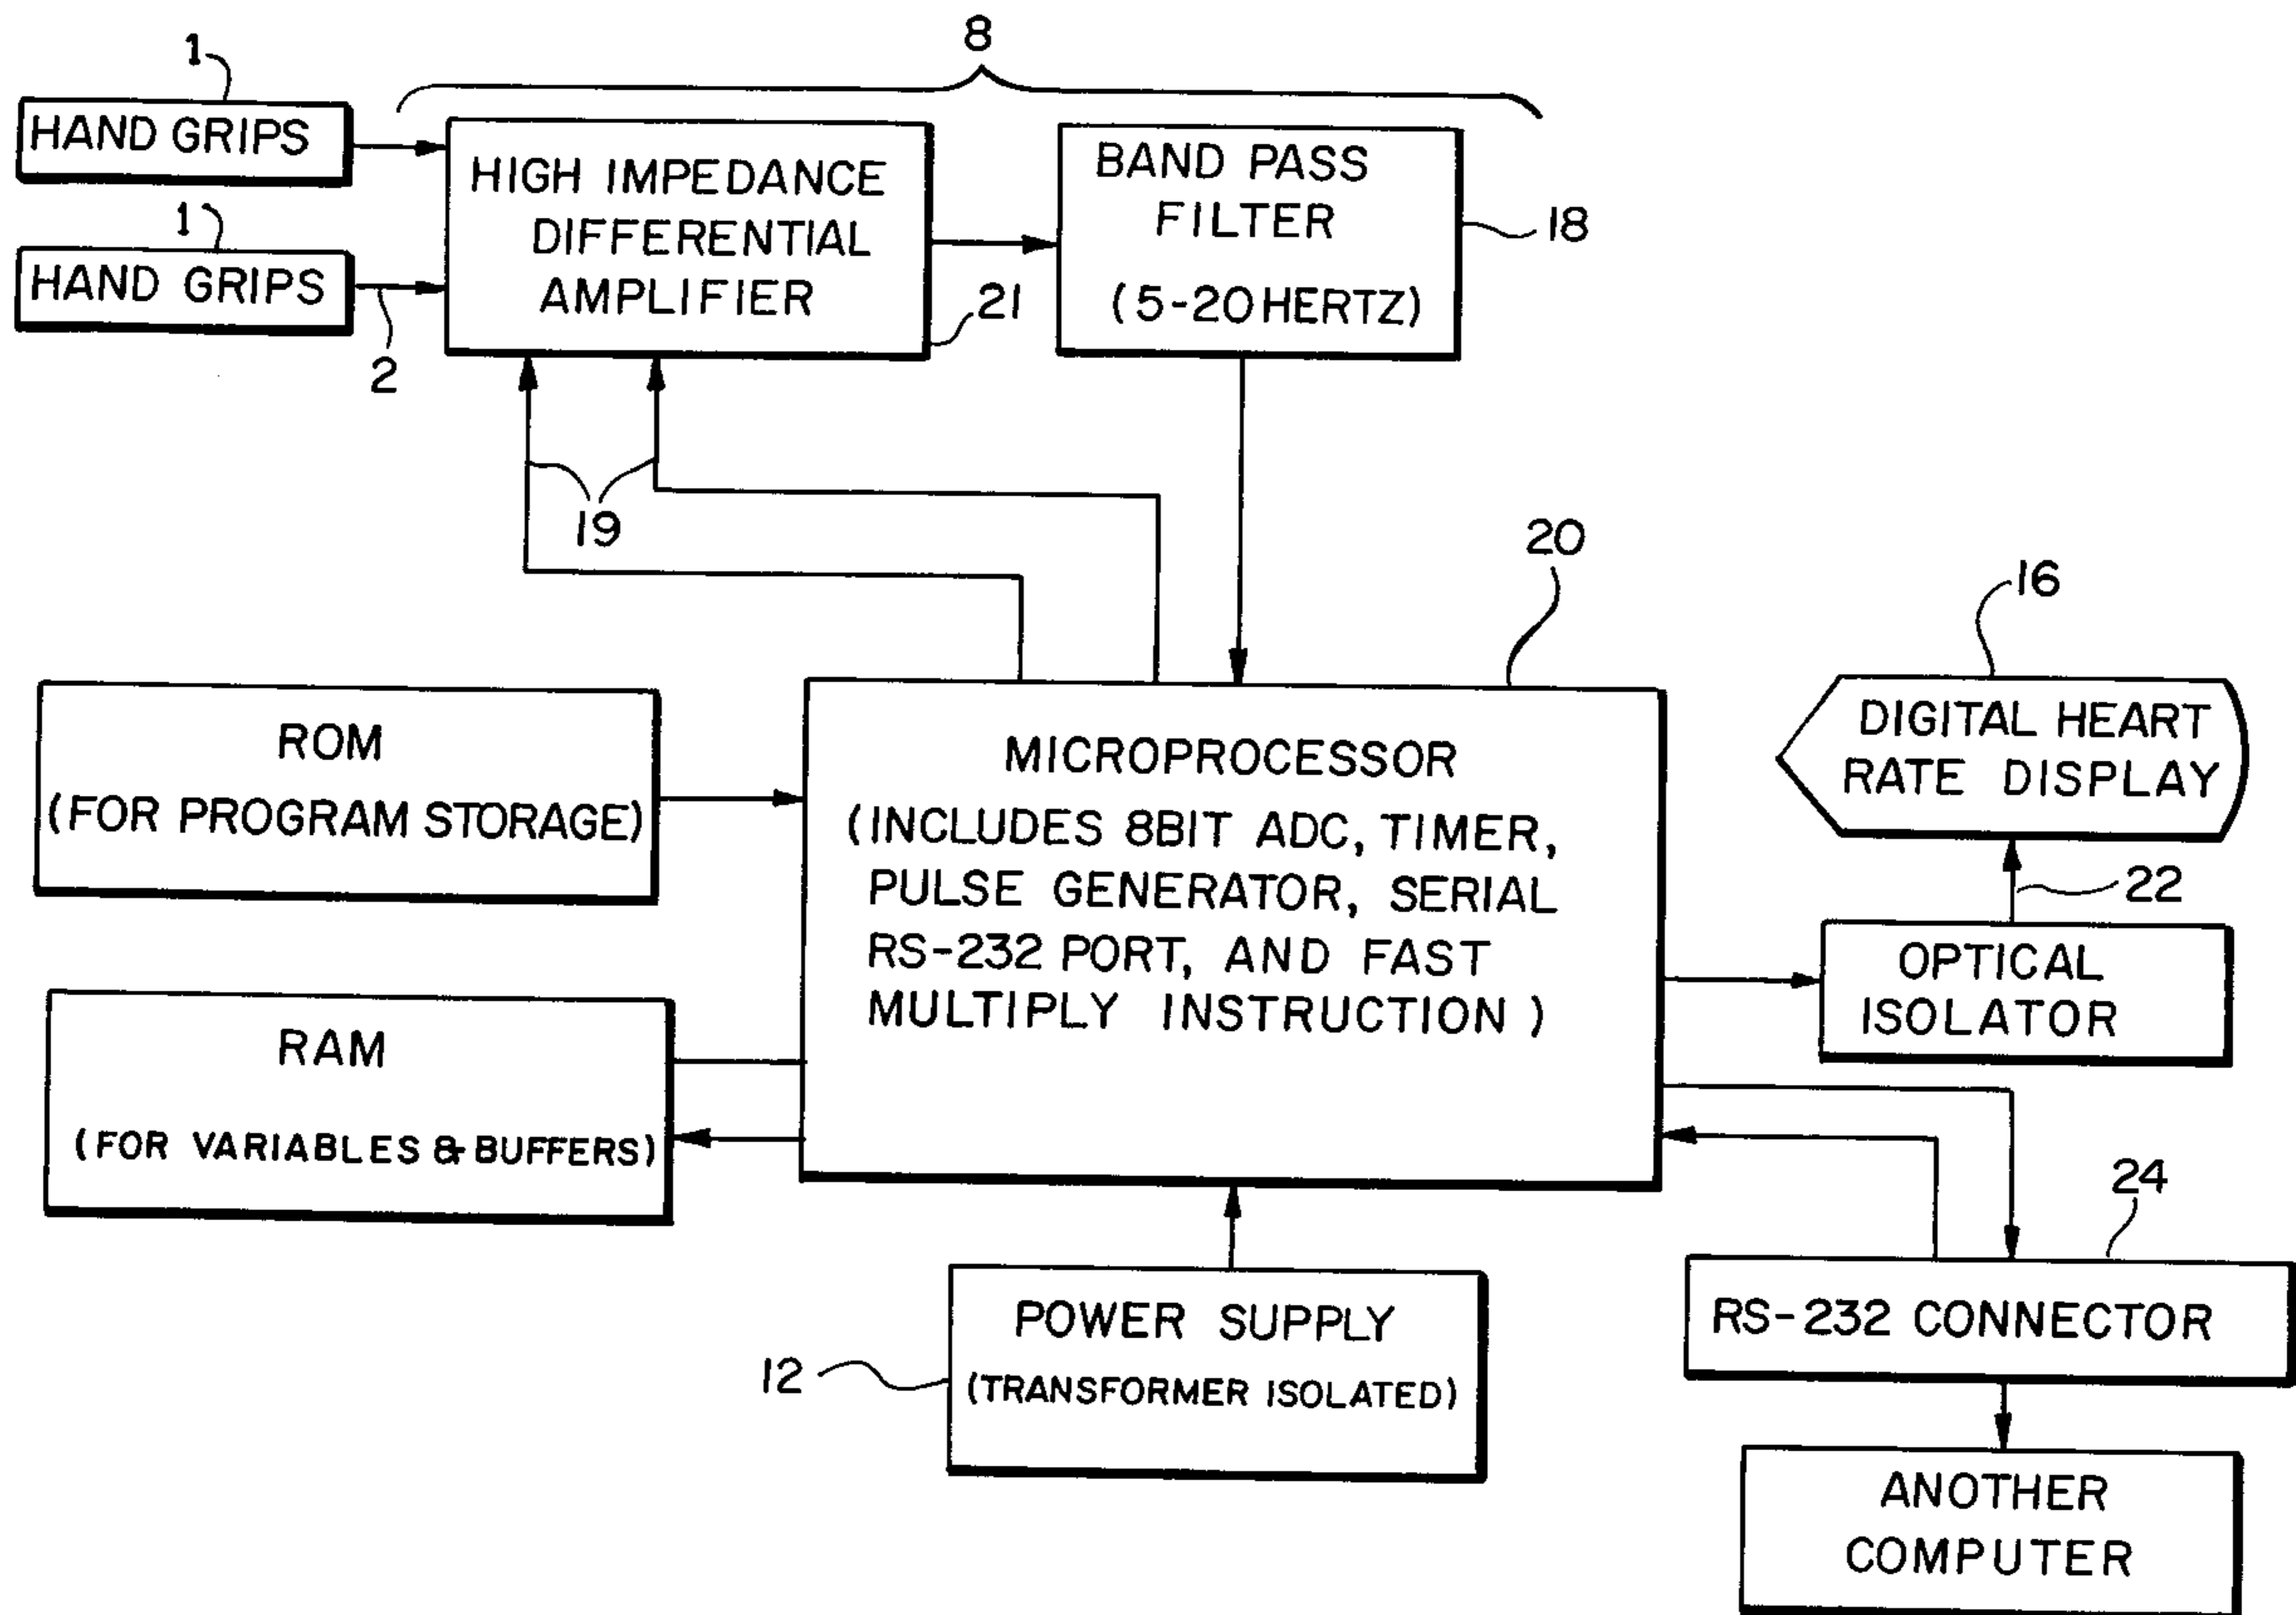 8
1
HAND GRIPS
1
HAND GRIPS
2
HIGH IMPEDANCE
DIFFERENTIAL
AMPLIFIER
21
BAND PASS
FILTER
(5-20 HERTZ)
18
19
20
16
ROM
(FOR PROGRAM STORAGE)
MICROPROCESSOR
(INCLUDES 8BIT ADC, TIMER,
PULSE GENERATOR, SERIAL
RS-232 PORT, AND FAST
MULTIPLY INSTRUCTION)
DIGITAL HEART
RATE DISPLAY
22
OPTICAL
ISOLATOR
RAM
(FOR VARIABLES & BUFFERS)
24
POWER SUPPLY
(TRANSFORMER ISOLATED)
12
RS-232 CONNECTOR
ANOTHER
COMPUTER